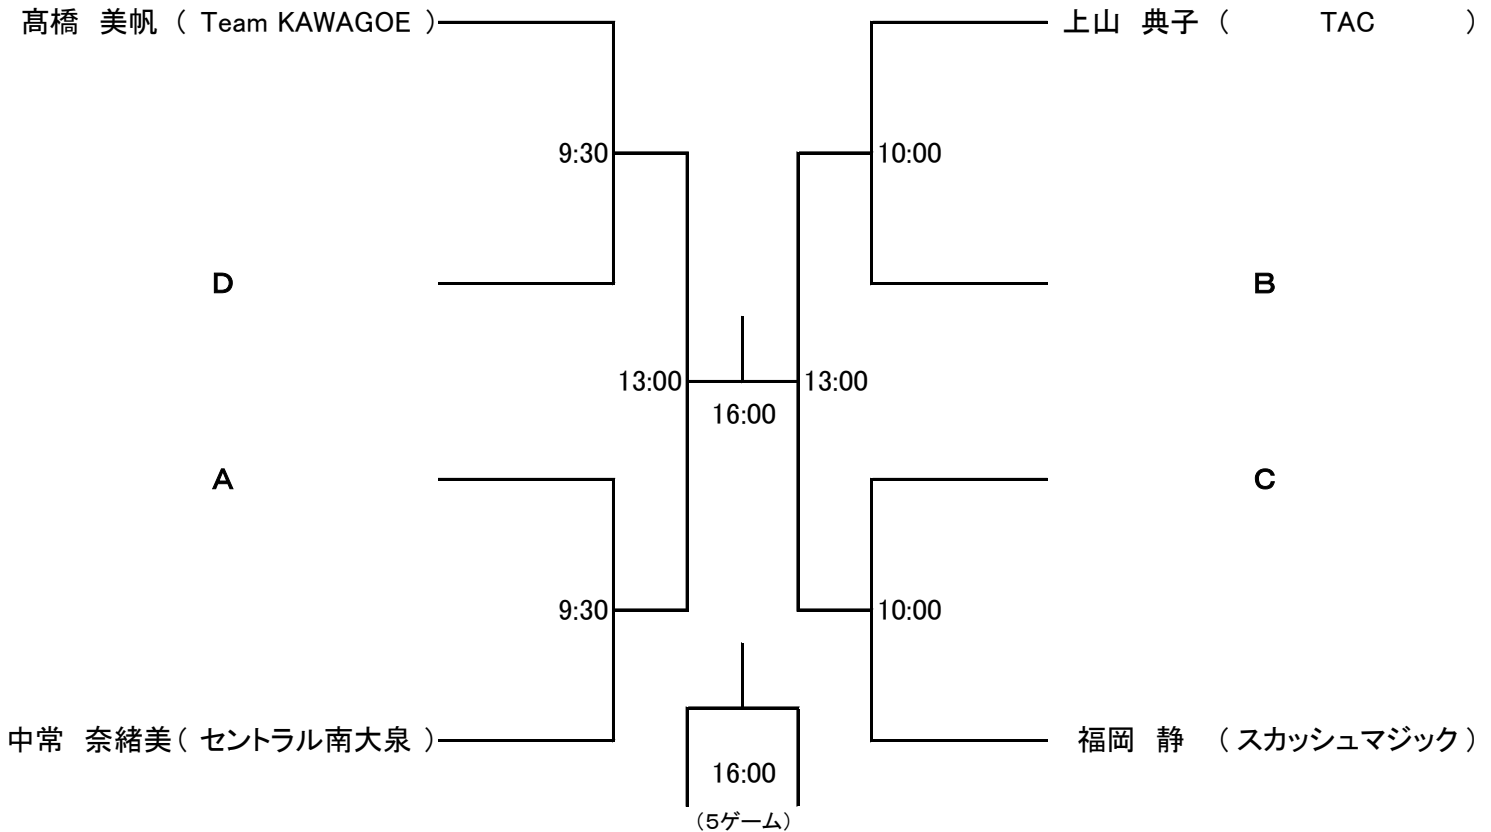 髙橋　美帆 （ Team KAWAGOE ）
上山　典子 （ TAC ）
9:30
10:00
D
B
13:00
13:00
16:00
A
C
9:30
10:00
中常　奈緒美（ セントラル南大泉 ）
福岡　静　（ スカッシュマジック ）
16:00
（5ゲーム）